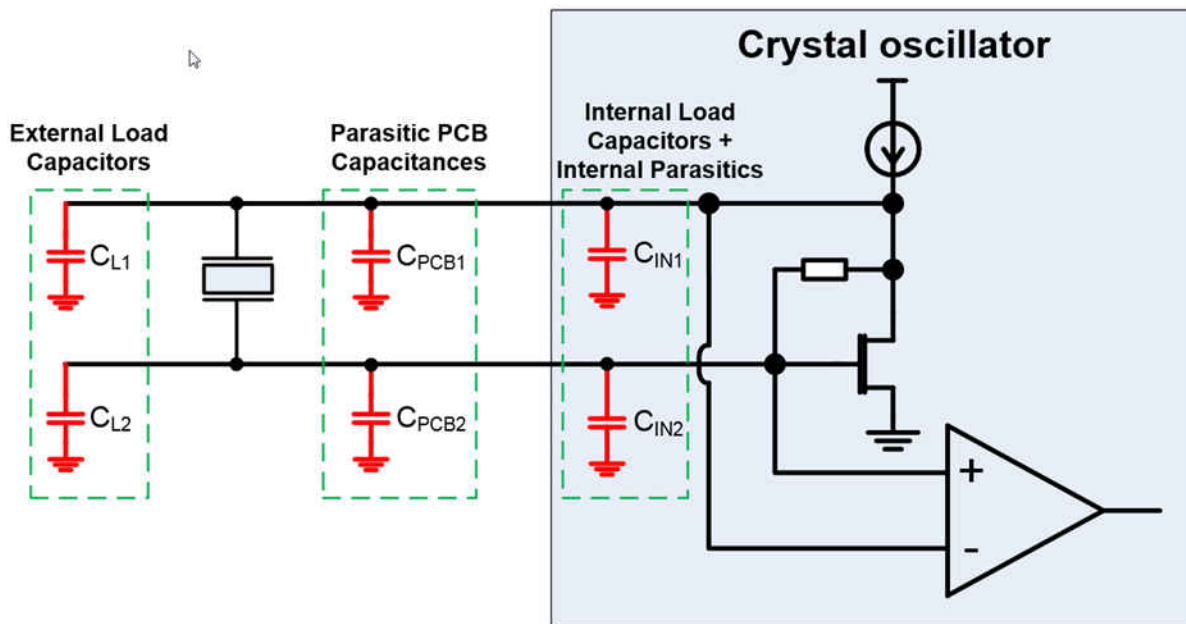 Crystal oscillator
External Load
Capacitors
Parasitic PCB
Capacitances
Internal Load
Capacitors +
Internal Parasitics
CL1
CPCB1
CIN1
CL2
CPCB2
CIN2
+
-